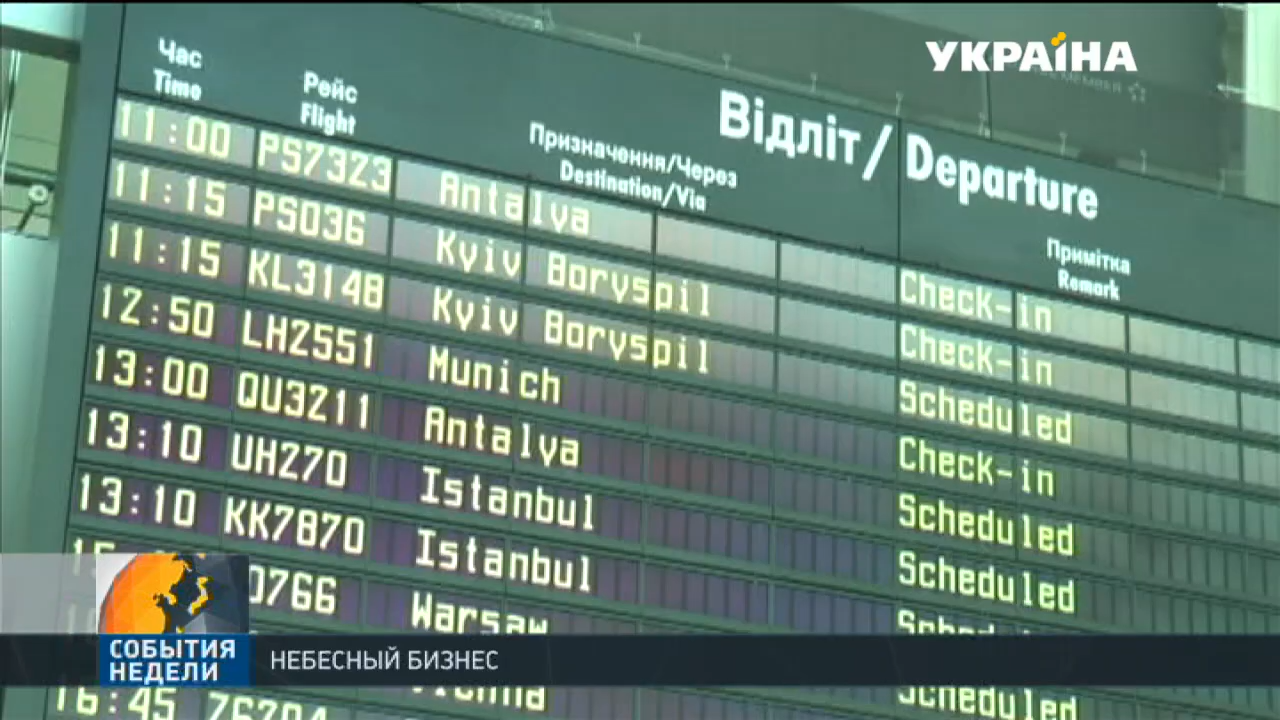 УКРАЇНА
Відліт/Departure
Час
Time
Рейс
Flight
Призначення/Через
Destination/Via
Примітка
Remark
11:00 PS7323 Antalya Check-in
11:15 PS036 Kyiv Boryspil Check-in
11:15 KL3148 Kyiv Boryspil Scheduled
12:50 LH2551 Munich Check-in
13:00 QU3211 Antalya Scheduled
13:10 UH270 Istanbul Scheduled
13:10 KK7870 Istanbul
Warsaw
16:45 Vienna Scheduled
СОБЫТИЯ
НЕДЕЛИ
НЕБЕСНЫЙ БИЗНЕС